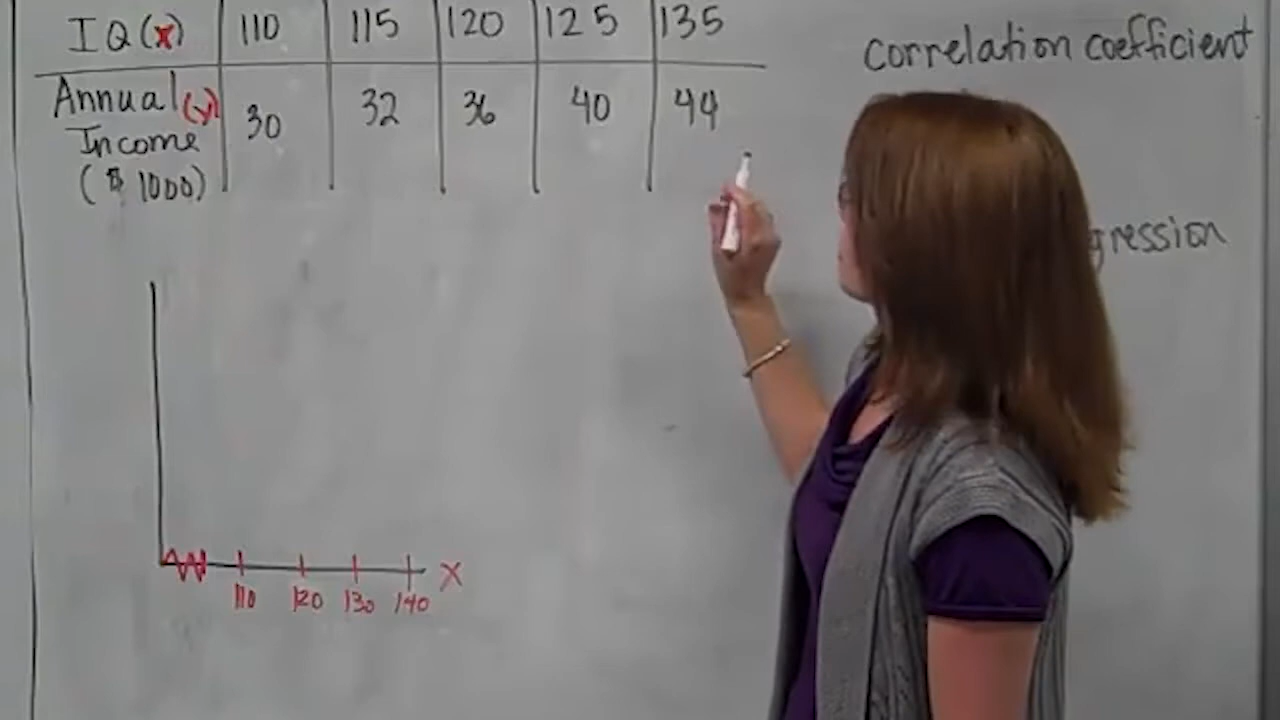 IQ (x) 110 115 120 125 135
Annual (y) 30 32 36 40 44
Income
($ 1000)
correlation coefficient
x
110 120 130 140